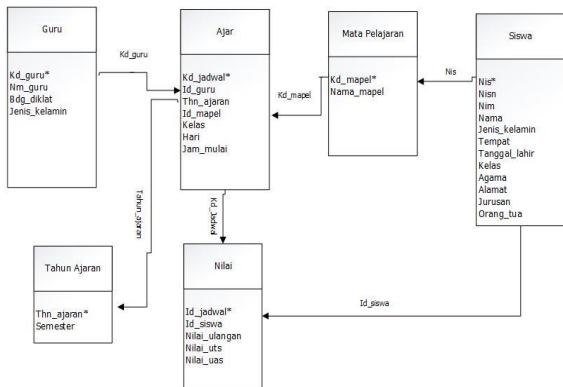 Guru
Kd_guru*
Nm_guru
Bdg_diklat
Jenis_kelamin
Kd_guru
Ajar
Kd_jadwal*
Id_guru
Thn_ajaran
Id_mapel
Kelas
Hari
Jam_mulai
Kd_mapel
Mata Pelajaran
Kd_mapel*
Nama_mapel
Nis
Siswa
Nis*
Nisn
Nim
Nama
Jenis_kelamin
Tempat
Tanggal_lahir
Kelas
Agama
Alamat
Jurusan
Orang_tua
Tahun_ajaran
Kd_Jadwal
Tahun Ajaran
Thn_ajaran*
Semester
Nilai
Id_jadwal*
Id_siswa
Nilai_ulangan
Nilai_uts
Nilai_uas
Id_siswa